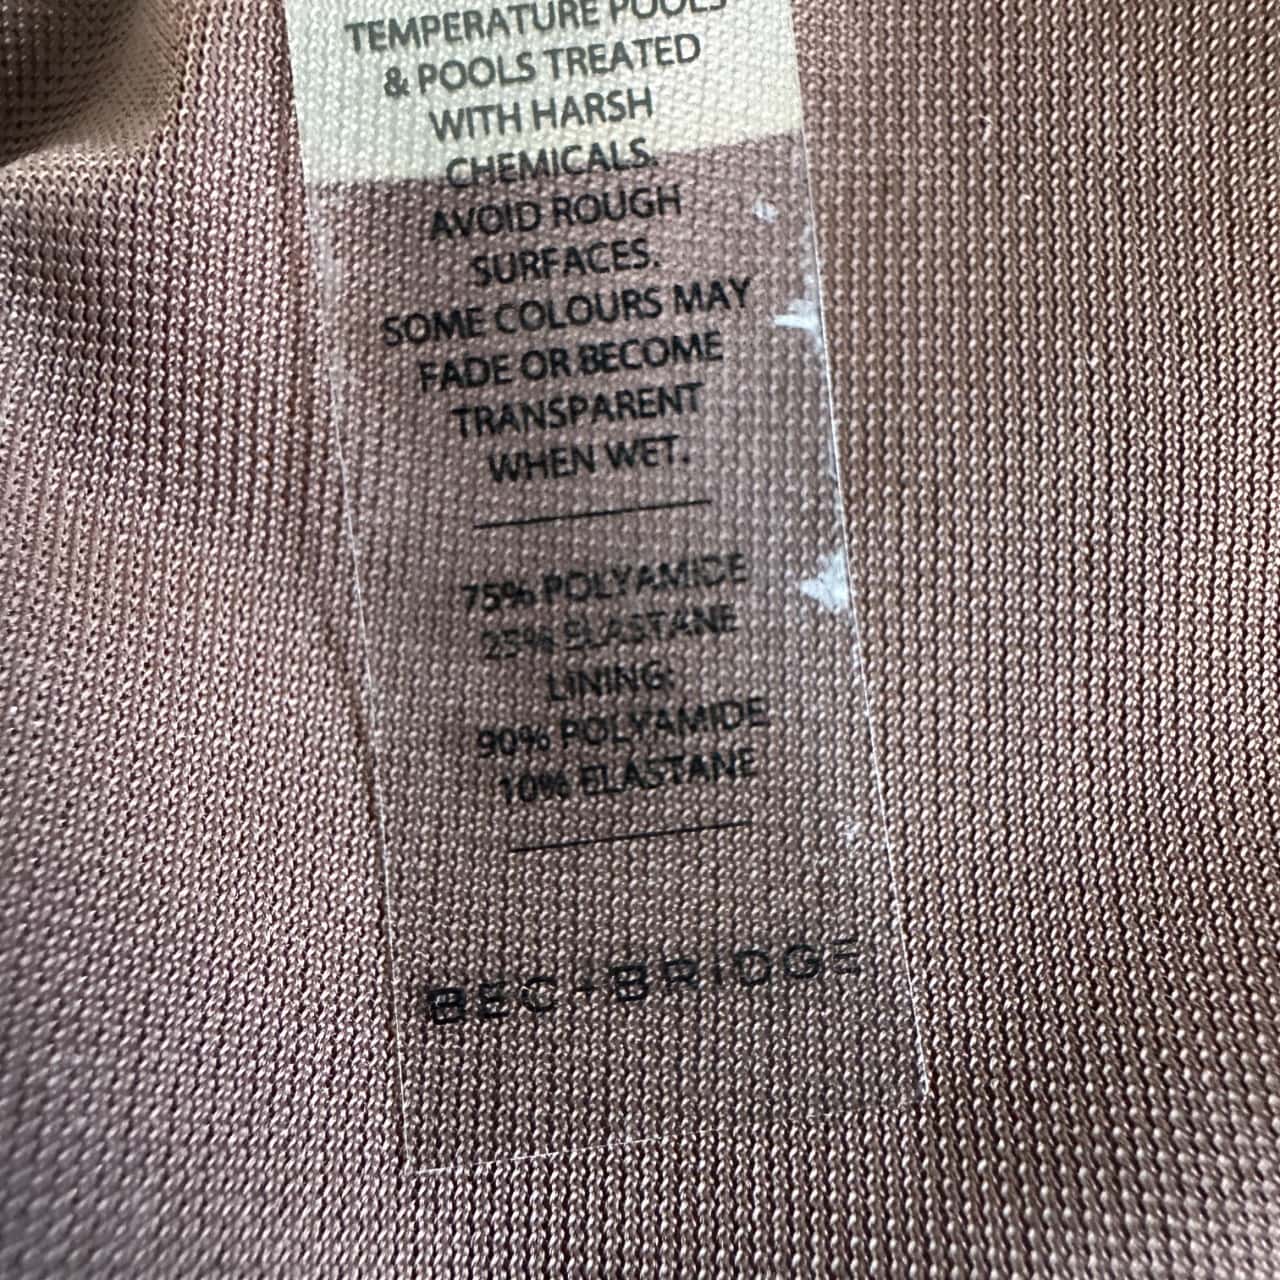 TEMPERATURE POOLS
& POOLS TREATED
WITH HARSH
CHEMICALS.
AVOID ROUGH
SURFACES.
SOME COLOURS MAY
FADE OR BECOME
TRANSPARENT
WHEN WET.
75% POLYAMIDE
25% ELASTANE
LINING:
90% POLYAMIDE
10% ELASTANE
BEC + BRIDGE